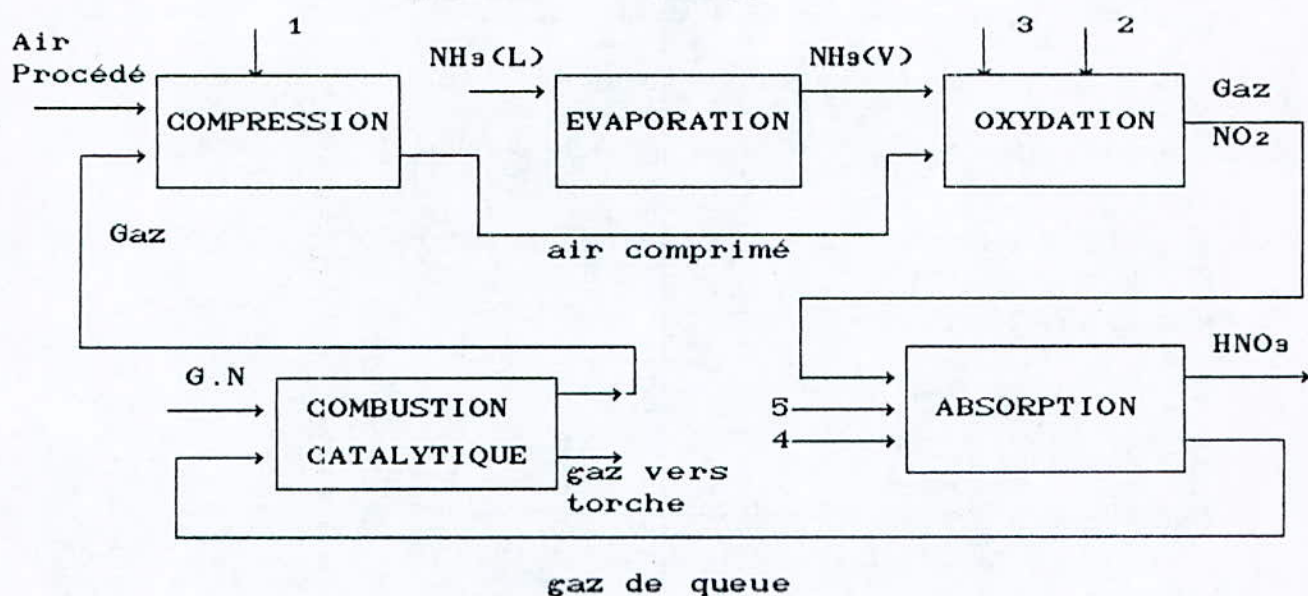 1
3
2
Air
Procédé
NH3(L)
NH3(V)
Gaz
NO2
COMPRESSION
EVAPORATION
OXYDATION
Gaz
air comprimé
G.N
COMBUSTION
CATALYTIQUE
gaz vers
torche
5
4
ABSORPTION
HNO3
gaz de queue